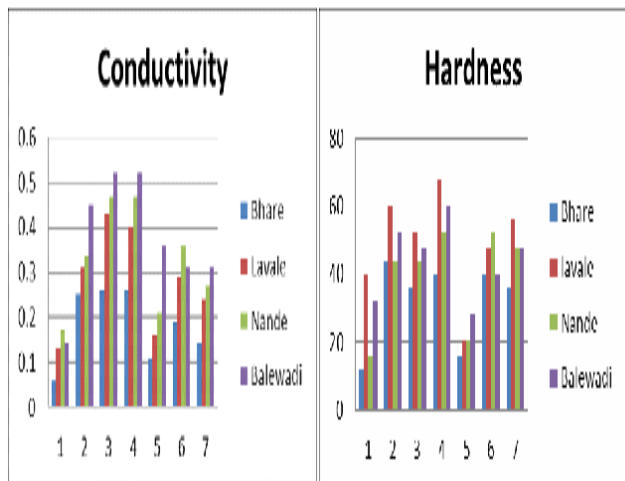 Conductivity
0.6
0.5
0.4
0.3
0.2
0.1
0
1 2 3 4 5 6 7
Bhare
Lavale
Nande
Balewadi
Hardness
80
60
40
20
0
1 2 3 4 5 6 7
Bhare
lavale
Nande
Balewadi